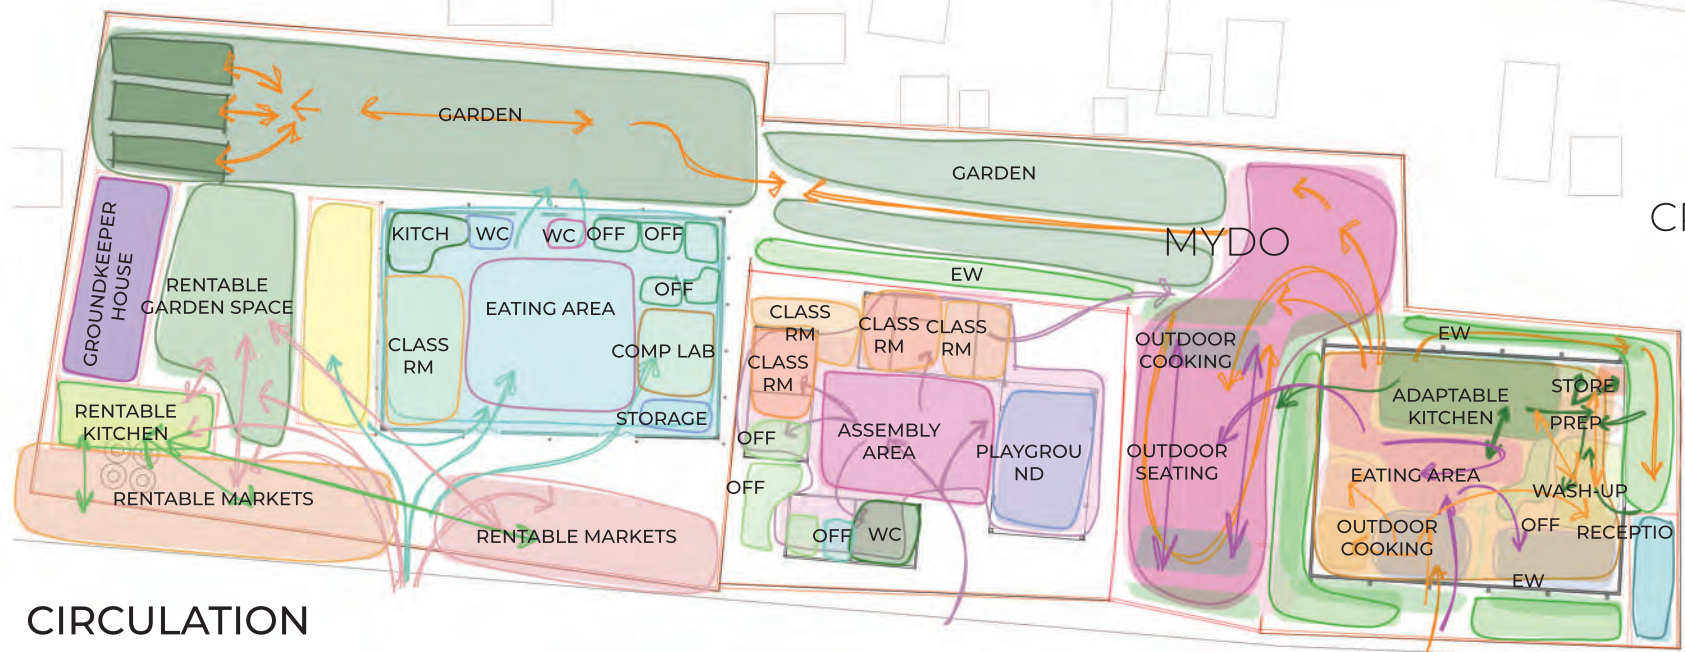 GARDEN
GARDEN
MYDO
CF
GROUNDKEEPER
HOUSE
RENTABLE
GARDEN SPACE
KITCH
WC
WC
OFF
OFF
OFF
EATING AREA
CLASS
RM
COMP LAB
STORAGE
RENTABLE
KITCHEN
RENTABLE MARKETS
RENTABLE MARKETS
EW
CLASS
RM
CLASS
RM
CLASS
RM
CLASS
RM
OFF
OFF
ASSEMBLY
AREA
PLAYGROU
ND
OFF
WC
OUTDOOR
COOKING
OUTDOOR
SEATING
EW
ADAPTABLE
KITCHEN
STORE
PREP
EATING AREA
WASH-UP
OUTDOOR
COOKING
OFF
RECEPTIO
EW
CIRCULATION